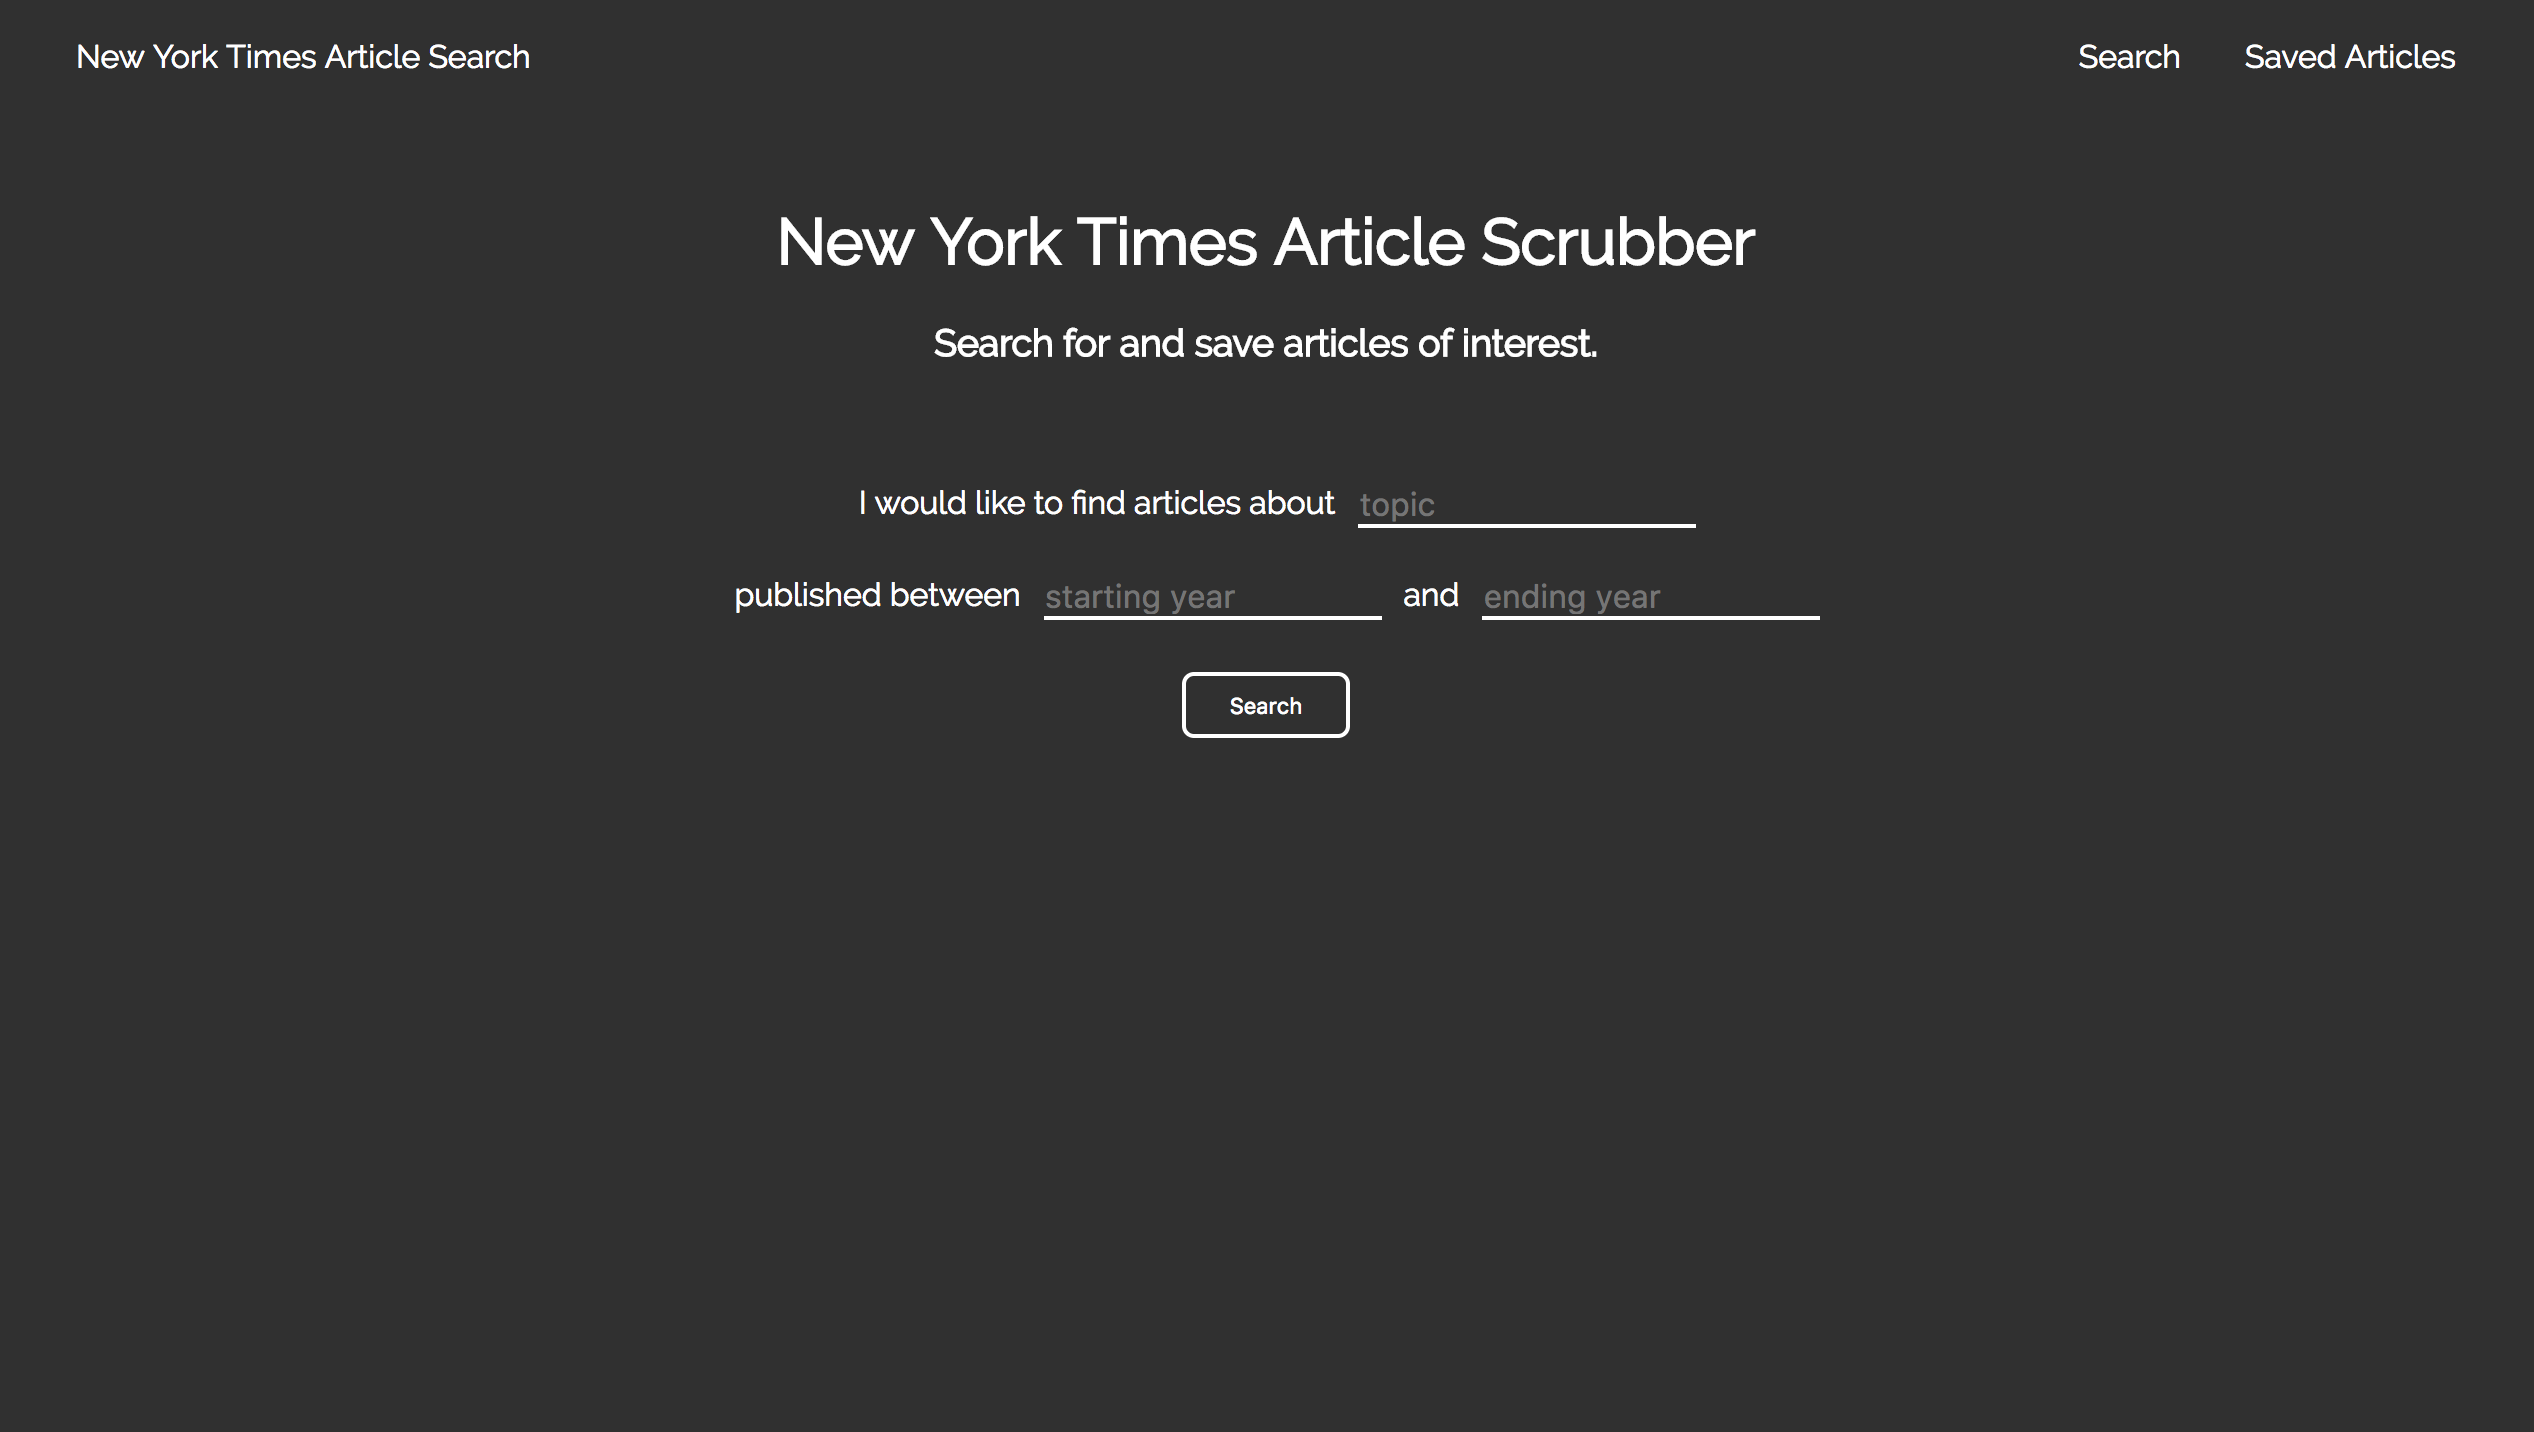 New York Times Article Search Search Saved Articles
New York Times Article Scrubber
Search for and save articles of interest.
I would like to find articles about topic
published between starting year and ending year
Search